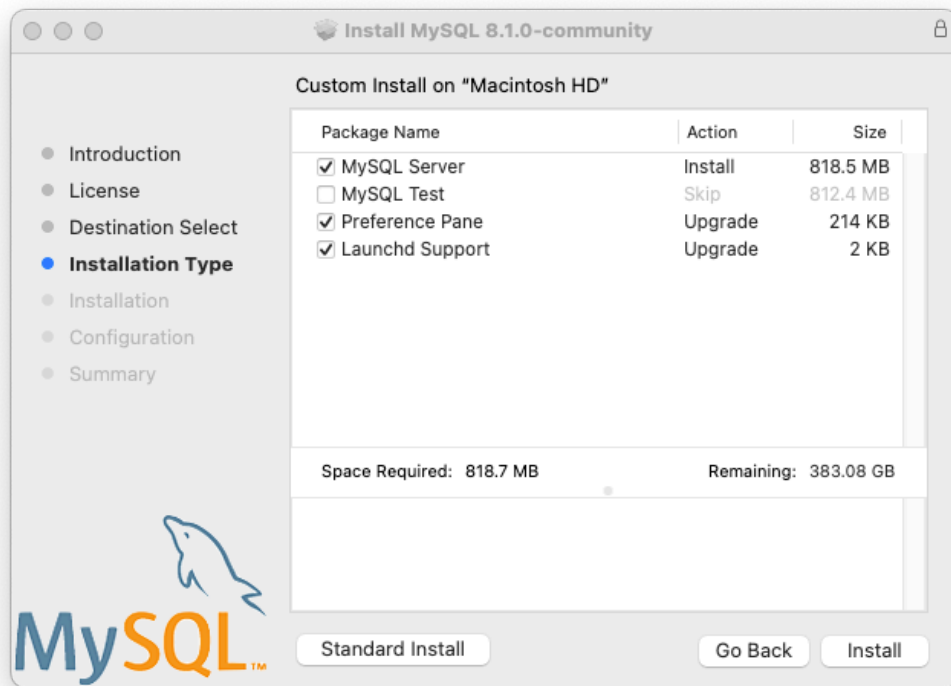 Install MySQL 8.1.0-community
Custom Install on “Macintosh HD”
Introduction
License
Destination Select
Installation Type
Installation
Configuration
Summary
Package Name Action Size
MySQL Server Install 818.5 MB
MySQL Test Skip 812.4 MB
Preference Pane Upgrade 214 KB
Launchd Support Upgrade 2 KB
Space Required: 818.7 MB Remaining: 383.08 GB
MySQL™
Standard Install Go Back Install